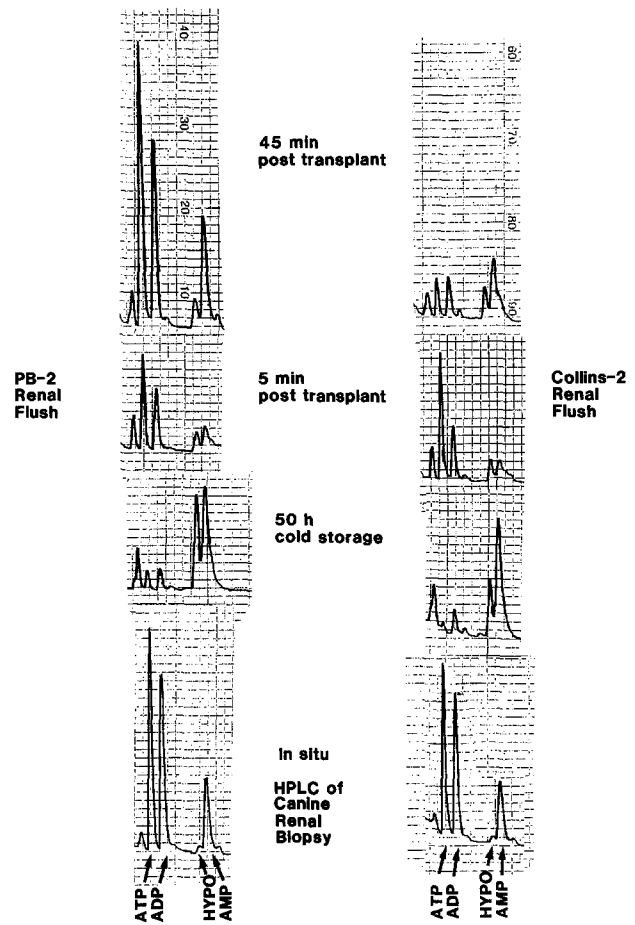 40
30
20
10
45 min
post transplant
60
70
80
90
PB-2
Renal
Flush
5 min
post transplant
Collins-2
Renal
Flush
50 h
cold storage
In situ
HPLC of
Canine
Renal
Biopsy
ATP
ADP
HYPO
AMP
ATP
ADP
HYPO
AMP